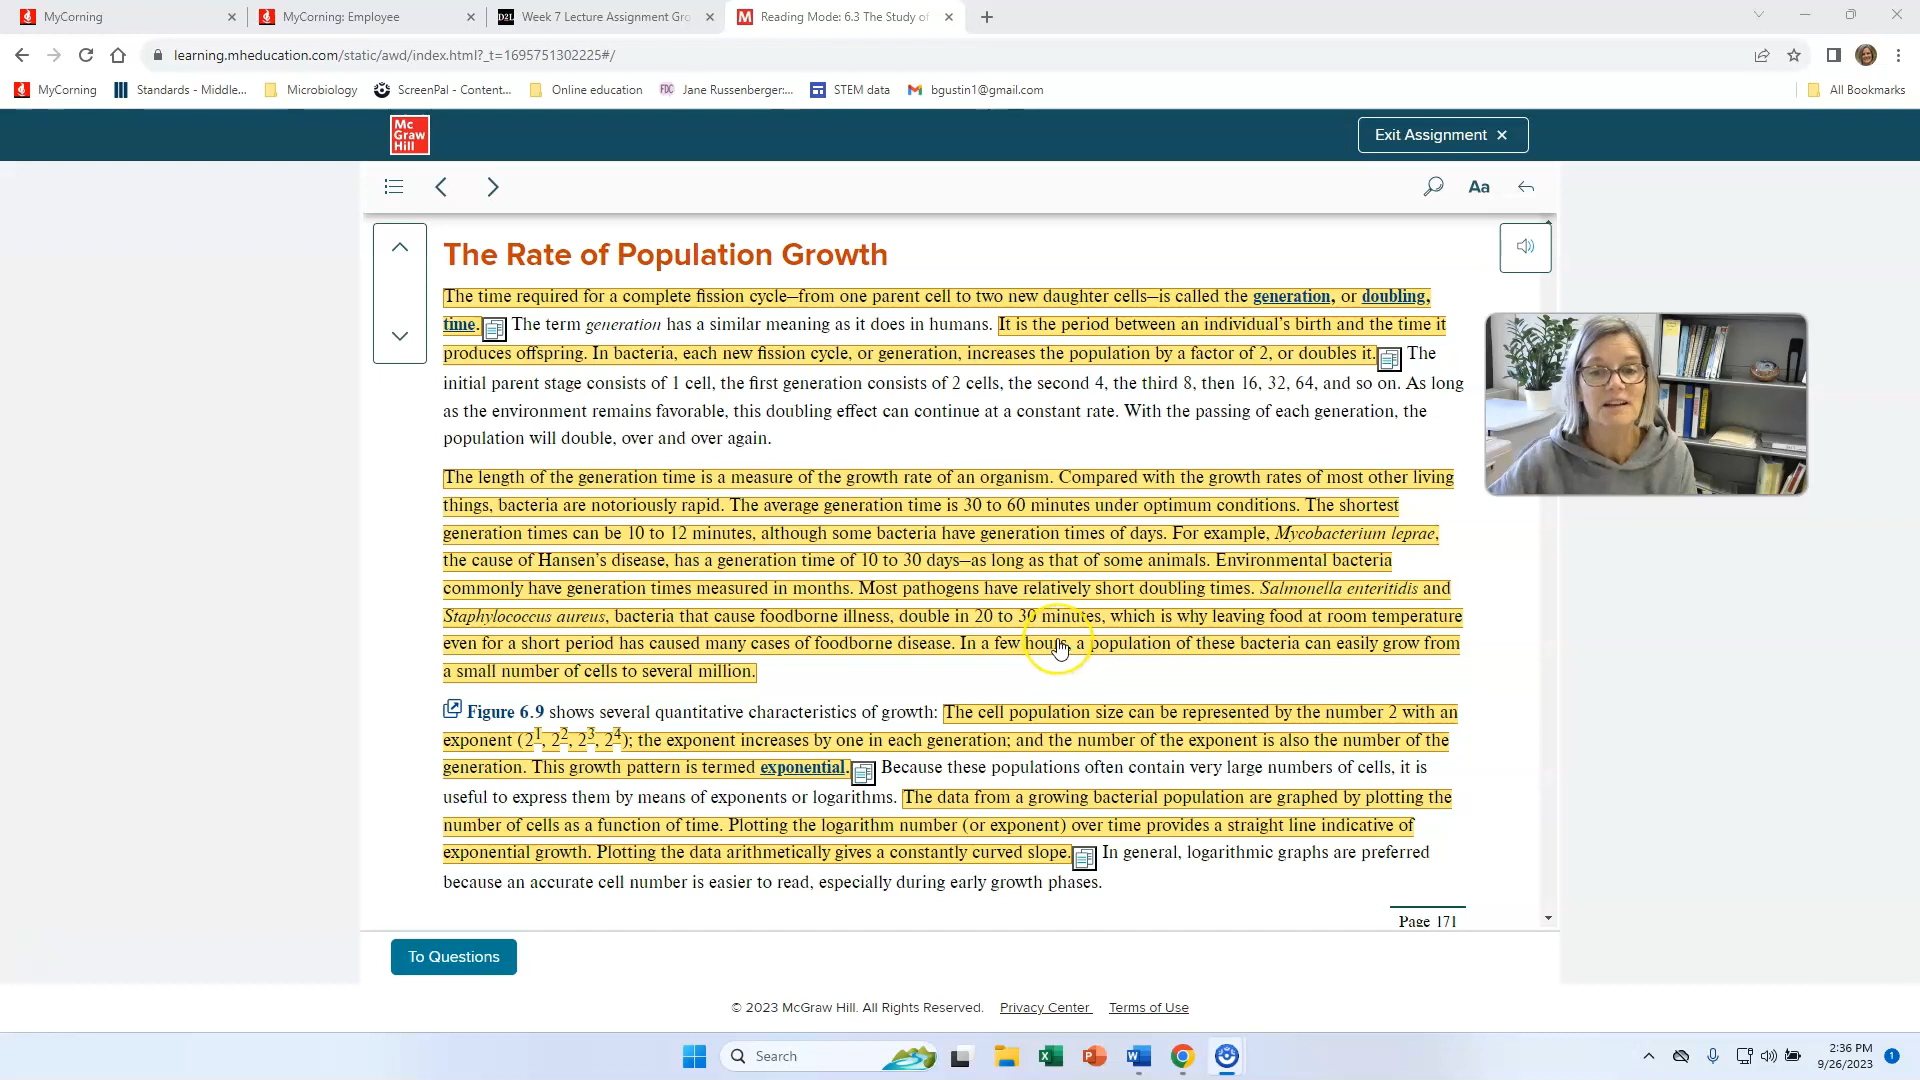 MyCorning
MyCorning: Employee
D2L Week 7 Lecture Assignment Gro
M Reading Mode: 6.3 The Study of
learning.mheducation.com/static/awd/index.html?_t=1695751302225#/
MyCorning Standards - Middle... Microbiology ScreenPal - Content... Online education FDC Jane Russenberger:... STEM data bgustin1@gmail.com All Bookmarks
Mc
Graw
Hill
Exit Assignment
Aa
The Rate of Population Growth
The time required for a complete fission cycle—from one parent cell to two new daughter cells—is called the generation, or doubling,
time. The term generation has a similar meaning as it does in humans. It is the period between an individual's birth and the time it
produces offspring. In bacteria, each new fission cycle, or generation, increases the population by a factor of 2, or doubles it. The
initial parent stage consists of 1 cell, the first generation consists of 2 cells, the second 4, the third 8, then 16, 32, 64, and so on. As long
as the environment remains favorable, this doubling effect can continue at a constant rate. With the passing of each generation, the
population will double, over and over again.
The length of the generation time is a measure of the growth rate of an organism. Compared with the growth rates of most other living
things, bacteria are notoriously rapid. The average generation time is 30 to 60 minutes under optimum conditions. The shortest
generation times can be 10 to 12 minutes, although some bacteria have generation times of days. For example, Mycobacterium leprae,
the cause of Hansen's disease, has a generation time of 10 to 30 days—as long as that of some animals. Environmental bacteria
commonly have generation times measured in months. Most pathogens have relatively short doubling times. Salmonella enteritidis and
Staphylococcus aureus, bacteria that cause foodborne illness, double in 20 to 30 minutes, which is why leaving food at room temperature
even for a short period has caused many cases of foodborne disease. In a few hours, a population of these bacteria can easily grow from
a small number of cells to several million.
Figure 6.9 shows several quantitative characteristics of growth: The cell population size can be represented by the number 2 with an
exponent (2¹, 2², 2³, 2⁴); the exponent increases by one in each generation; and the number of the exponent is also the number of the
generation. This growth pattern is termed exponential. Because these populations often contain very large numbers of cells, it is
useful to express them by means of exponents or logarithms. The data from a growing bacterial population are graphed by plotting the
number of cells as a function of time. Plotting the logarithm number (or exponent) over time provides a straight line indicative of
exponential growth. Plotting the data arithmetically gives a constantly curved slope. In general, logarithmic graphs are preferred
because an accurate cell number is easier to read, especially during early growth phases.
Page 171
To Questions
© 2023 McGraw Hill. All Rights Reserved. Privacy Center Terms of Use
Search
2:36 PM
9/26/2023
1